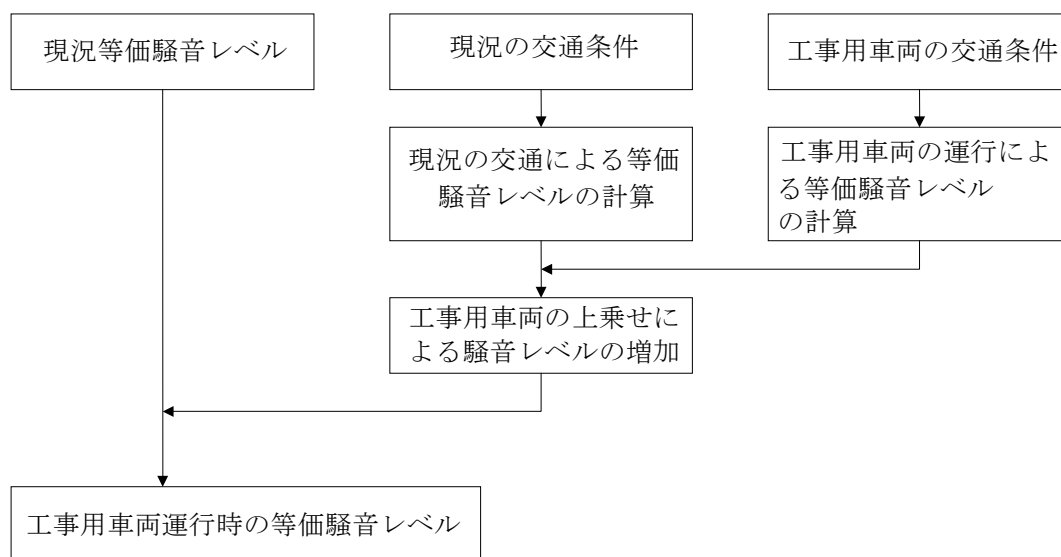 現況等価騒音レベル
現況の交通条件
工事用車両の交通条件
現況の交通による等価
騒音レベルの計算
工事用車両の運行によ
る等価騒音レベル
の計算
工事用車両の上乗せに
よる騒音レベルの増加
工事用車両運行時の等価騒音レベル